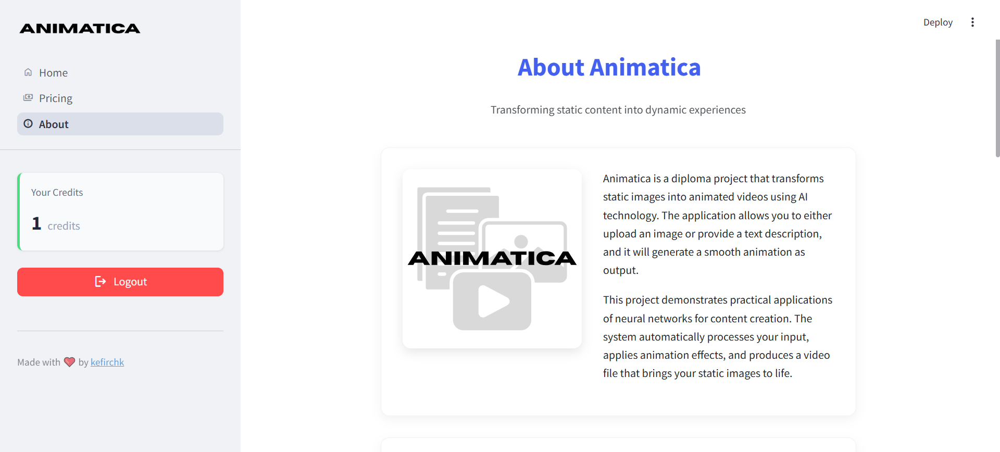 ANIMATICA
Home
Pricing
About
Your Credits
1 credits
Logout
Made with ❤️ by kefirchk
Deploy
About Animatica
Transforming static content into dynamic experiences
ANIMATICA
Animatica is a diploma project that transforms
static images into animated videos using AI
technology. The application allows you to either
upload an image or provide a text description,
and it will generate a smooth animation as
output.
This project demonstrates practical applications
of neural networks for content creation. The
system automatically processes your input,
applies animation effects, and produces a video
file that brings your static images to life.